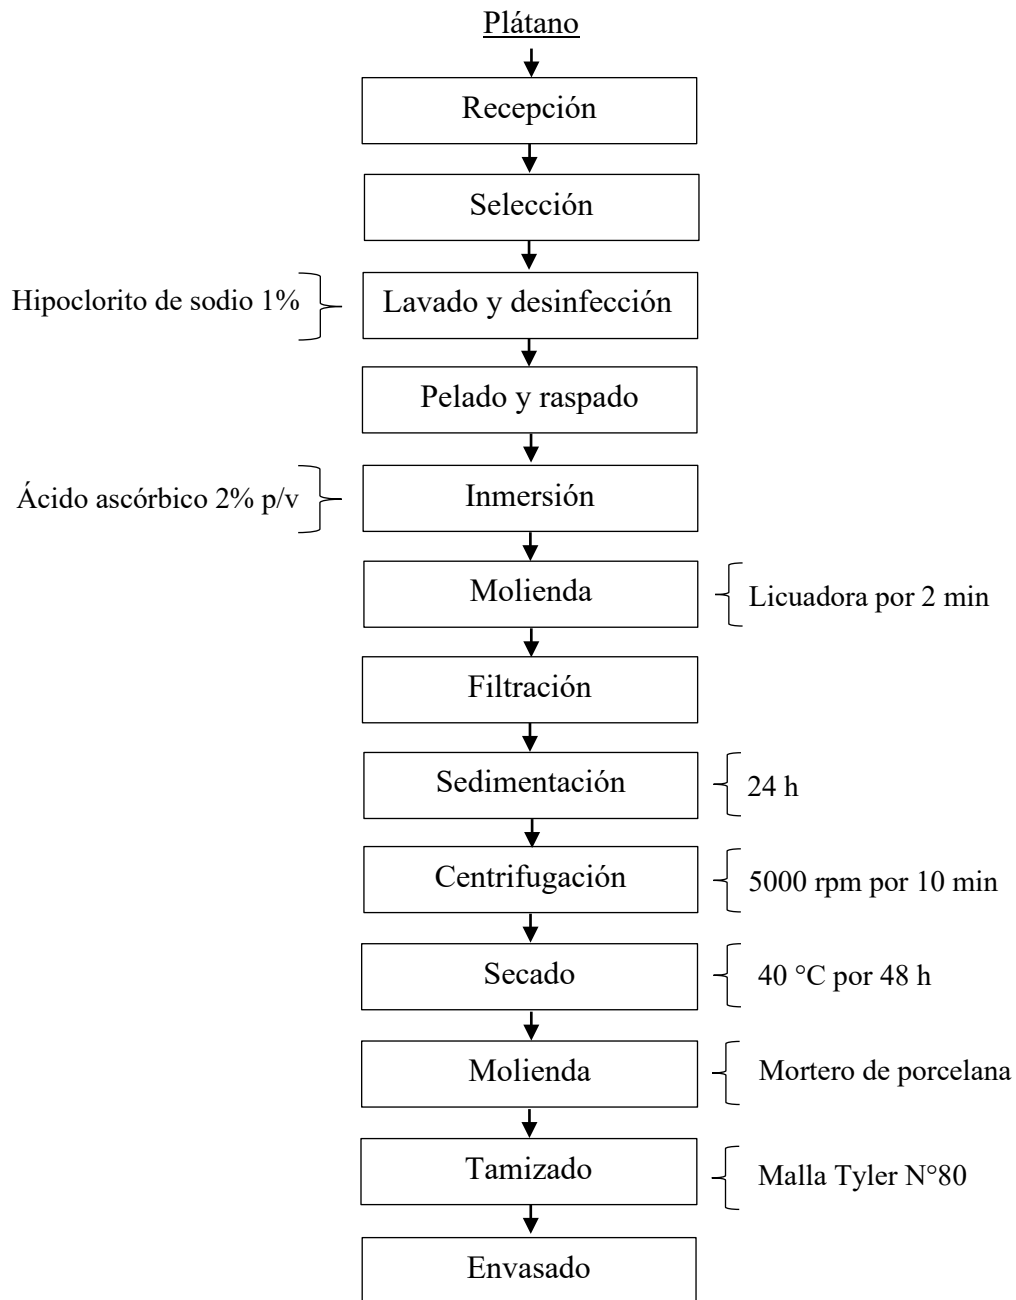 Plátano
Recepción
Selección
Hipoclorito de sodio 1%
Lavado y desinfección
Pelado y raspado
Ácido ascórbico 2% p/v
Inmersión
Molienda
Licuadora por 2 min
Filtración
Sedimentación
24 h
Centrifugación
5000 rpm por 10 min
Secado
40 °C por 48 h
Molienda
Mortero de porcelana
Tamizado
Malla Tyler N°80
Envasado